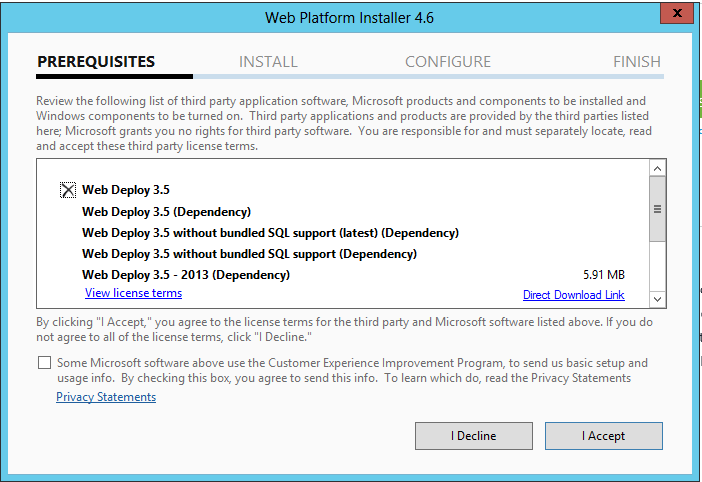 Web Platform Installer 4.6
x
PREREQUISITES INSTALL CONFIGURE FINISH
Review the following list of third party application software, Microsoft products and components to be installed and
Windows components to be turned on. Third party applications and products are provided by the third parties listed
here; Microsoft grants you no rights for third party software. You are responsible for and must separately locate, read
and accept these third party license terms.
Web Deploy 3.5
Web Deploy 3.5 (Dependency)
Web Deploy 3.5 without bundled SQL support (latest) (Dependency)
Web Deploy 3.5 without bundled SQL support (Dependency)
Web Deploy 3.5 - 2013 (Dependency) 5.91 MB
View license terms Direct Download Link
By clicking "I Accept," you agree to the license terms for the third party and Microsoft software listed above. If you do
not agree to all of the license terms, click "I Decline."
Some Microsoft software above use the Customer Experience Improvement Program, to send us basic setup and
usage info. By checking this box, you agree to send this info. To learn which do, read the Privacy Statements
Privacy Statements
I Decline I Accept